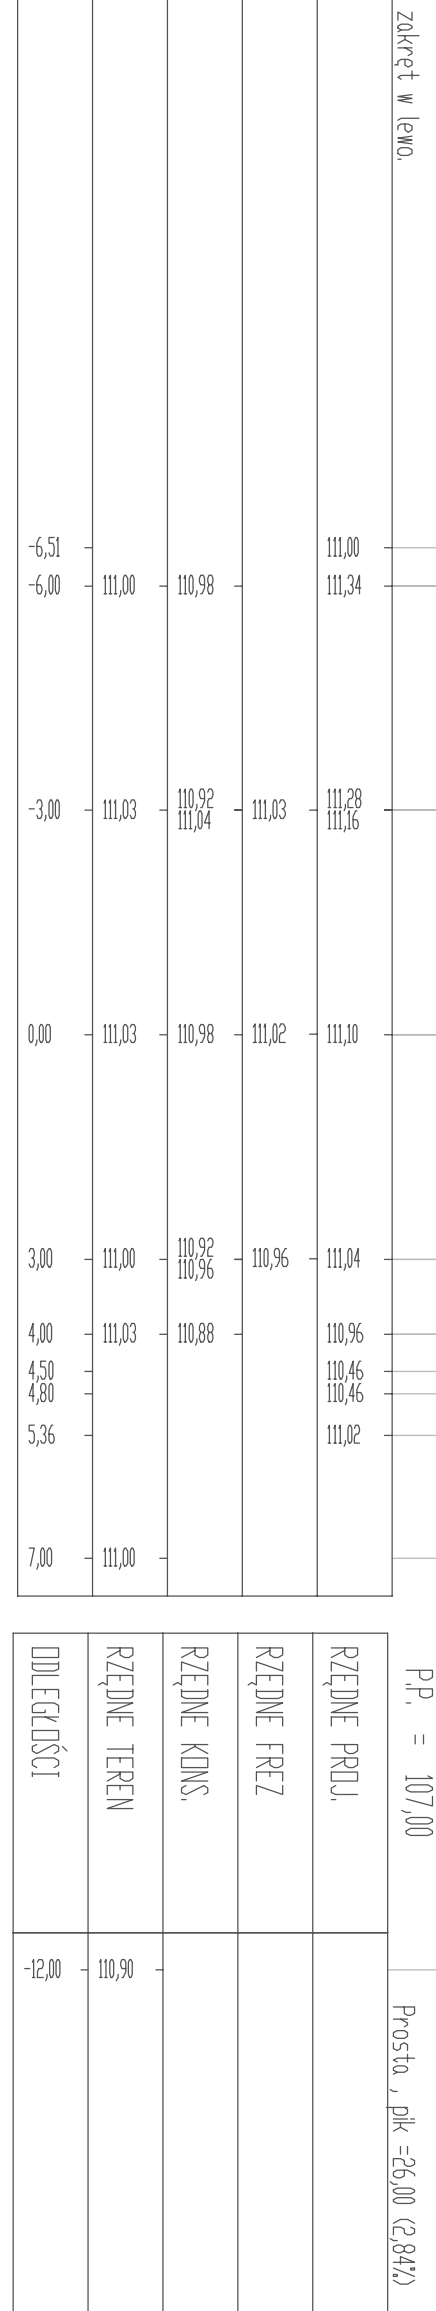 zakręt w lewo.
-6,51 111,00
-6,00 111,00 110,98 111,34
-3,00 111,03 110,92 111,03 111,28
111,04 111,16
0,00 111,03 110,98 111,02 111,10
3,00 111,00 110,92 110,96 111,04
110,96
4,00 111,03 110,88 110,96
4,50 110,46
4,80 110,46
5,36 111,02
7,00 111,00
P.P. = 107,00
RZĘDNE PROJ.
RZĘDNE FREZ
RZĘDNE KONS.
RZĘDNE TEREN
ODLEGŁOŚCI
-12,00 110,90
Prosta , pik =26,00 (2,84%)